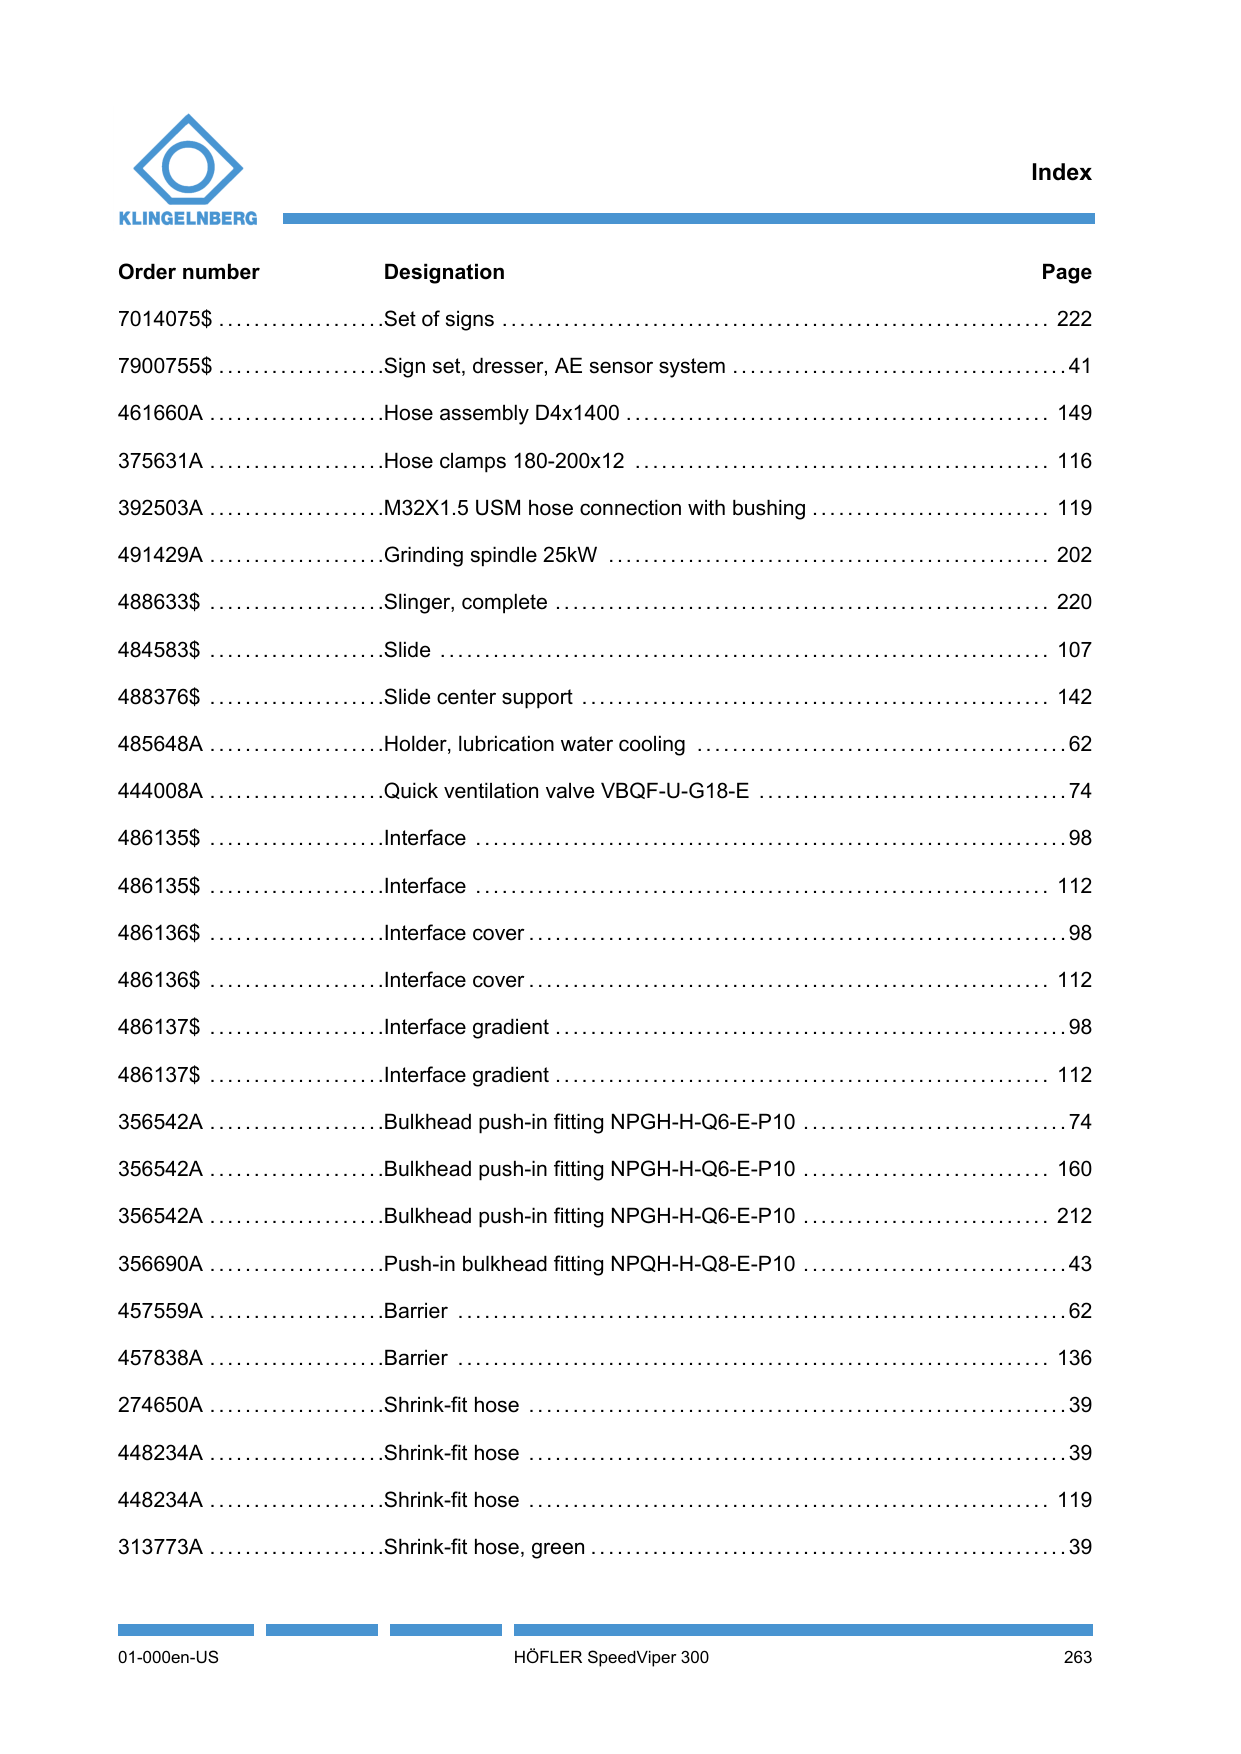 KLINGELNBERG
Index
Order number Designation Page
7014075$ ...................Set of signs .............................................................. 222
7900755$ ...................Sign set, dresser, AE sensor system ......................................41
461660A ....................Hose assembly D4x1400 ................................................ 149
375631A ....................Hose clamps 180-200x12 ............................................... 116
392503A ....................M32X1.5 USM hose connection with bushing ........................... 119
491429A ....................Grinding spindle 25kW .................................................. 202
488633$ ....................Slinger, complete ........................................................ 220
484583$ ....................Slide ..................................................................... 107
488376$ ....................Slide center support ..................................................... 142
485648A ....................Holder, lubrication water cooling ..........................................62
444008A ....................Quick ventilation valve VBQF-U-G18-E ...................................74
486135$ ....................Interface ...................................................................98
486135$ ....................Interface ................................................................. 112
486136$ ....................Interface cover .............................................................98
486136$ ....................Interface cover ........................................................... 112
486137$ ....................Interface gradient ..........................................................98
486137$ ....................Interface gradient ........................................................ 112
356542A ....................Bulkhead push-in fitting NPGH-H-Q6-E-P10 ..............................74
356542A ....................Bulkhead push-in fitting NPGH-H-Q6-E-P10 ............................ 160
356542A ....................Bulkhead push-in fitting NPGH-H-Q6-E-P10 ............................ 212
356690A ....................Push-in bulkhead fitting NPQH-H-Q8-E-P10 ..............................43
457559A ....................Barrier .....................................................................62
457838A ....................Barrier ................................................................... 136
274650A ....................Shrink-fit hose .............................................................39
448234A ....................Shrink-fit hose .............................................................39
448234A ....................Shrink-fit hose ........................................................... 119
313773A ....................Shrink-fit hose, green ......................................................39
01-000en-US HÖFLER SpeedViper 300 263